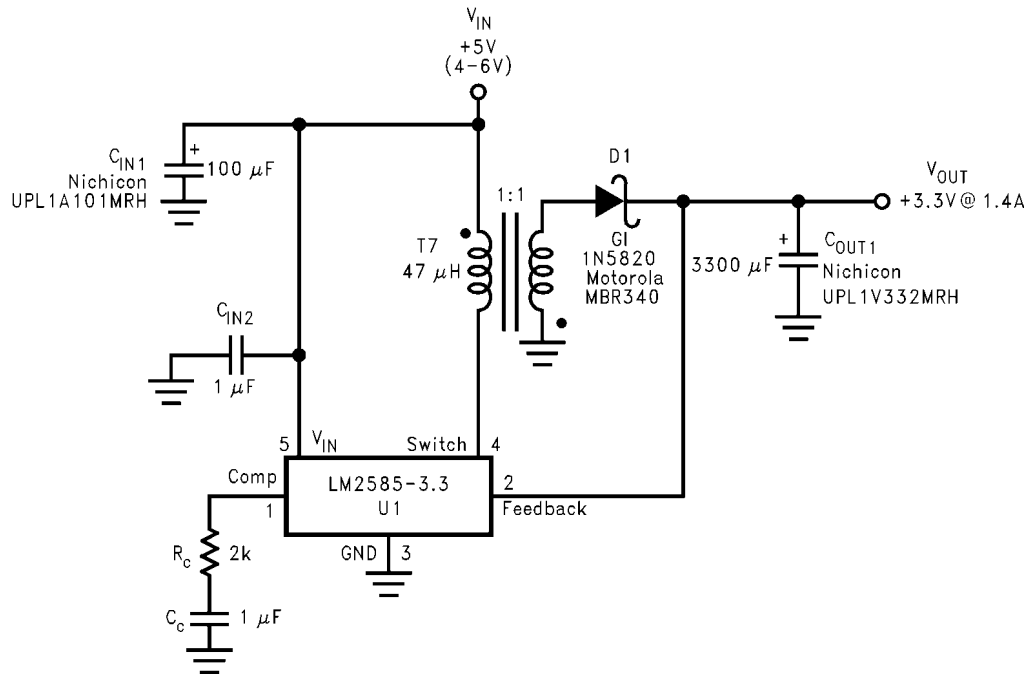 V_IN
+5V
(4-6V)
C_IN1
Nichicon
UPL1A101MRH
+
100 μF
D1
1:1
V_OUT
+3.3V@ 1.4A
T7
47 μH
GI
1N5820
Motorola
MBR340
3300 μF
+
C_OUT1
Nichicon
UPL1V332MRH
C_IN2
1 μF
5
V_IN
Switch
4
Comp
1
LM2585-3.3
U1
2
Feedback
GND
3
R_c
2k
C_c
1 μF